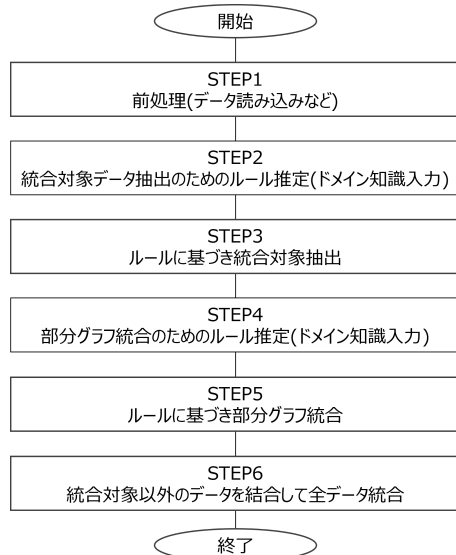 開始
STEP1
前処理(データ読み込みなど)
STEP2
統合対象データ抽出のためのルール推定(ドメイン知識入力)
STEP3
ルールに基づき統合対象抽出
STEP4
部分グラフ統合のためのルール推定(ドメイン知識入力)
STEP5
ルールに基づき部分グラフ統合
STEP6
統合対象以外のデータを結合して全データ統合
終了